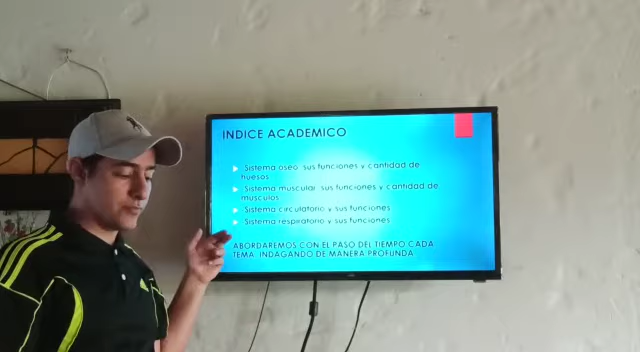 INDICE ACADEMICO
Sistema oseo: sus funciones y cantidad de
huesos
Sistema muscular: sus funciones y cantidad de
musculos
Sistema circulatorio y sus funciones
Sistema respiratorio y sus funciones
ABORDAREMOS CON EL PASO DEL TIEMPO CADA
TEMA, INDAGANDO DE MANERA PROFUNDA